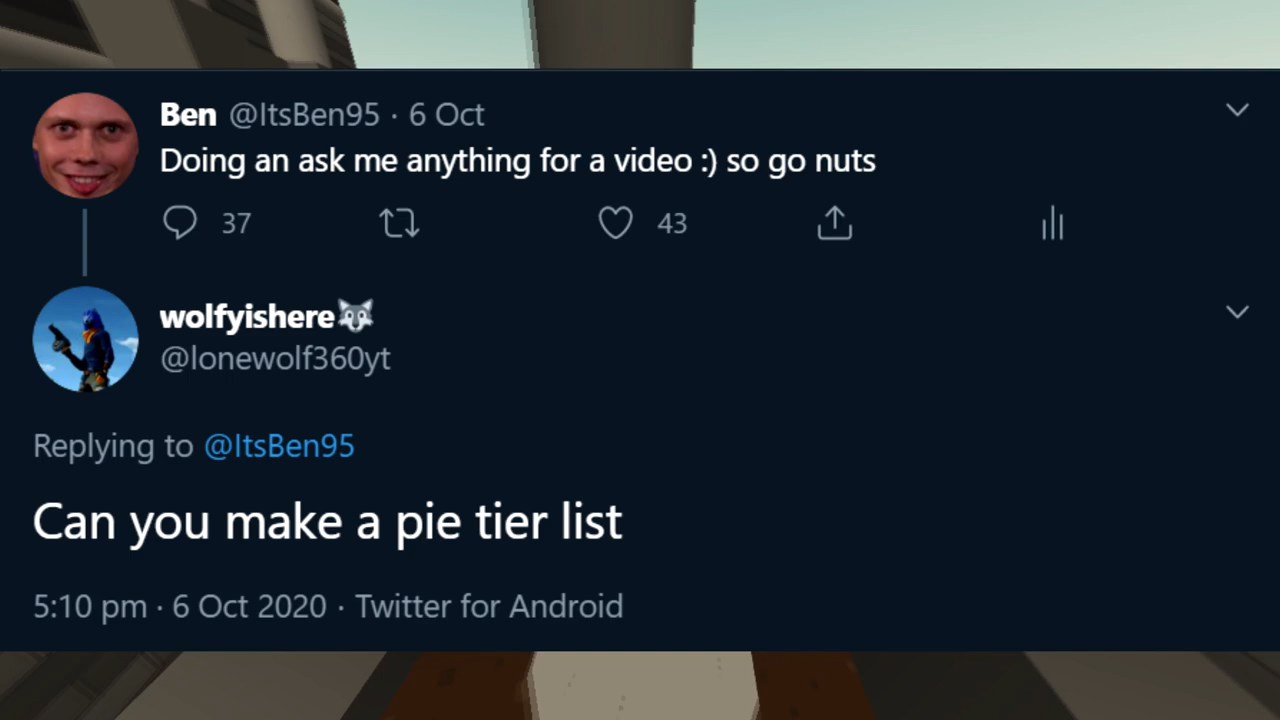 Ben @ItsBen95 · 6 Oct
Doing an ask me anything for a video :) so go nuts
37 43
wolfyishere🐺
@lonewolf360yt
Replying to @ItsBen95
Can you make a pie tier list
5:10 pm · 6 Oct 2020 · Twitter for Android